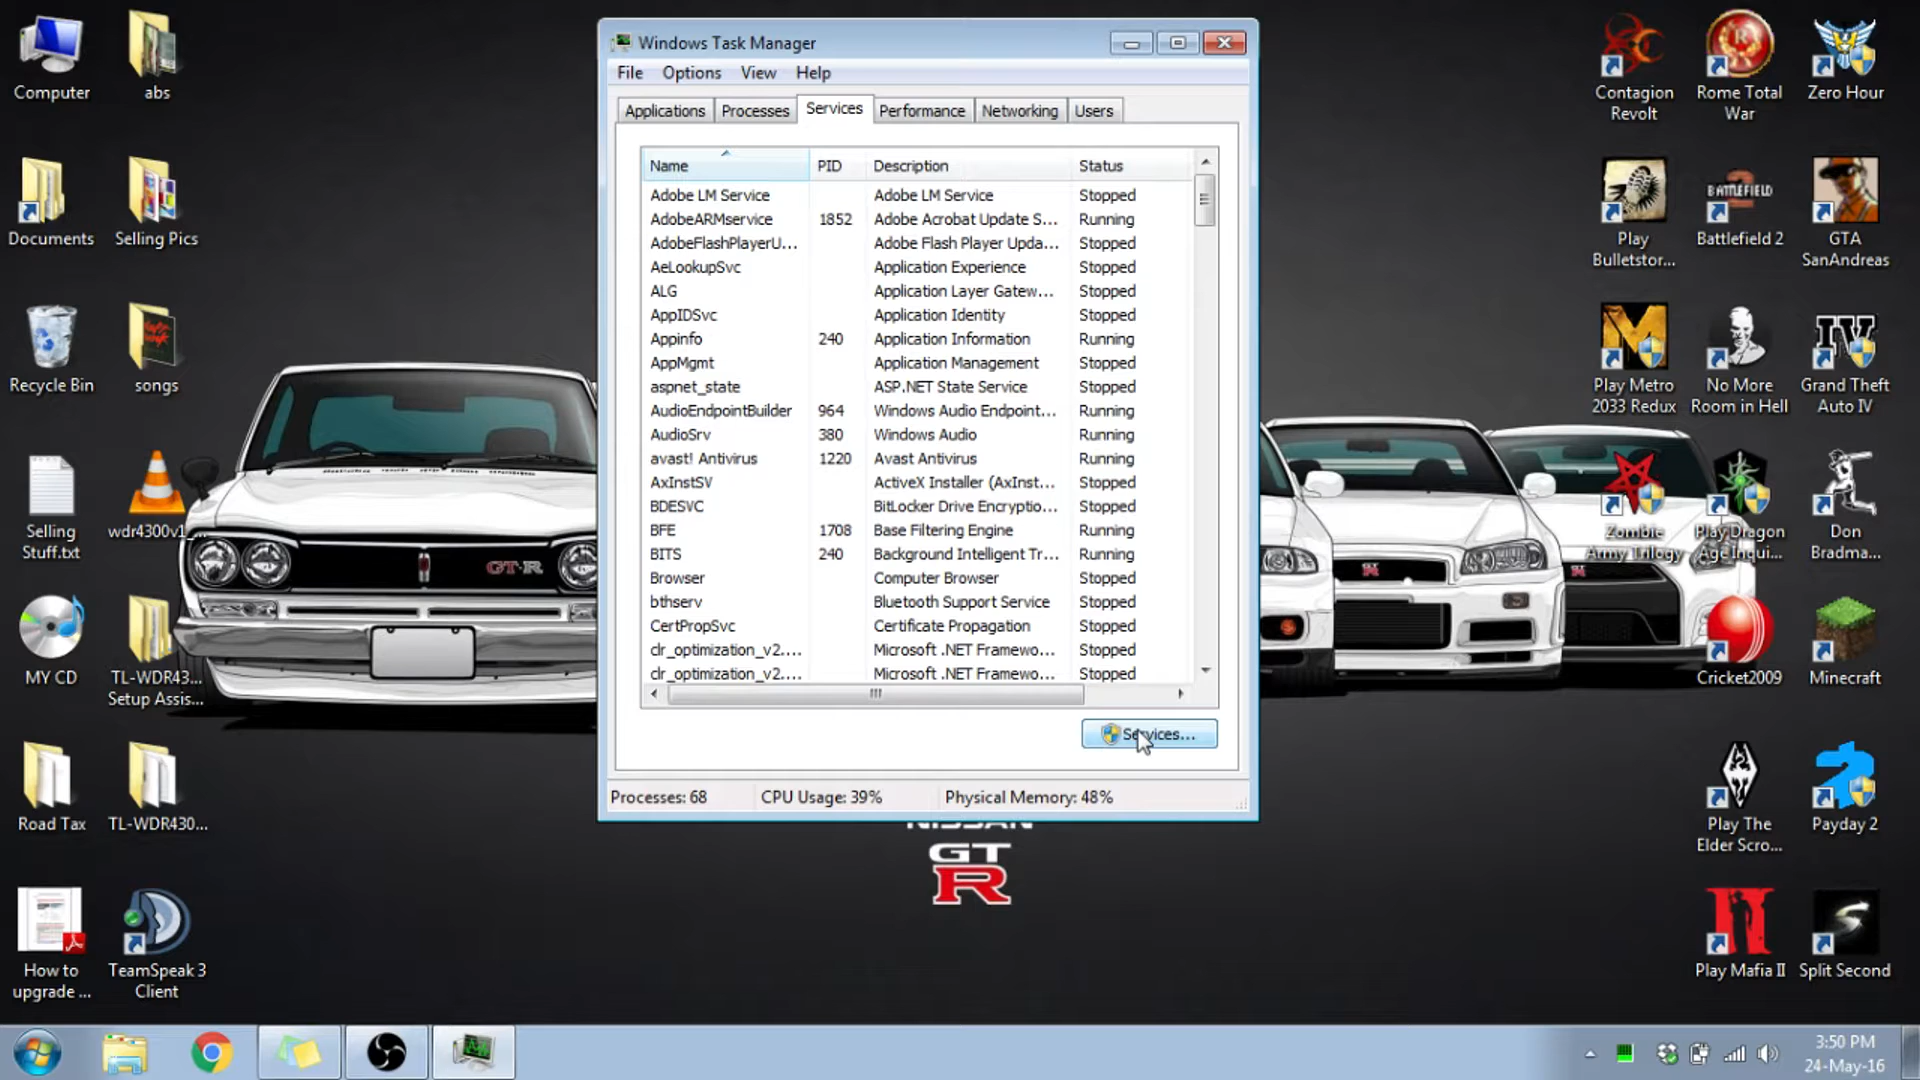 Computer
abs
Documents
Selling Pics
Recycle Bin
songs
Selling
Stuff.txt
wdr4300v1_...
MY CD
TL-WDR43...
Setup Assis...
Road Tax
TL-WDR430...
How to
upgrade ...
TeamSpeak 3
Client
GT-R
Windows Task Manager
File Options View Help
Applications Processes Services Performance Networking Users
Name PID Description Status
Adobe LM Service Adobe LM Service Stopped
AdobeARMservice 1852 Adobe Acrobat Update S... Running
AdobeFlashPlayerU... Adobe Flash Player Upda... Stopped
AeLookupSvc Application Experience Stopped
ALG Application Layer Gatew... Stopped
AppIDSvc Application Identity Stopped
Appinfo 240 Application Information Running
AppMgmt Application Management Stopped
aspnet_state ASP.NET State Service Stopped
AudioEndpointBuilder 964 Windows Audio Endpoint... Running
AudioSrv 380 Windows Audio Running
avast! Antivirus 1220 Avast Antivirus Running
AxInstSV ActiveX Installer (AxInst... Stopped
BDESVC BitLocker Drive Encryptio... Stopped
BFE 1708 Base Filtering Engine Running
BITS 240 Background Intelligent Tr... Running
Browser Computer Browser Stopped
bthserv Bluetooth Support Service Stopped
CertPropSvc Certificate Propagation Stopped
clr_optimization_v2.... Microsoft .NET Framewo... Stopped
clr_optimization_v2.... Microsoft .NET Framewo... Stopped
Services...
Processes: 68 CPU Usage: 39% Physical Memory: 48%
NISSAN
GT
R
Contagion
Revolt
Rome Total
War
Zero Hour
Play
Bulletstor...
BATTLEFIELD
2
Battlefield 2
GTA
SanAndreas
Play Metro
2033 Redux
No More
Room in Hell
IV
Grand Theft
Auto IV
Zombie
Army Trilogy
Play Dragon
Age Inqui...
Don
Bradma...
Cricket2009
Minecraft
Play The
Elder Scro...
Payday 2
Play Mafia II
Split Second
3:50 PM
24-May-16